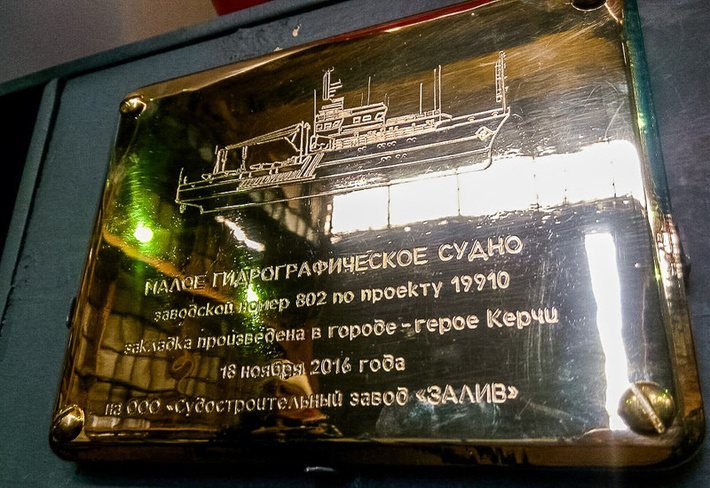 МАЛОЕ ГИДРОГРАФИЧЕСКОЕ СУДНО
заводской номер 802 по проекту 19910
закладка произведена в городе-герое Керчи
18 ноября 2016 года
на ООО «Судостроительный завод «ЗАЛИВ»